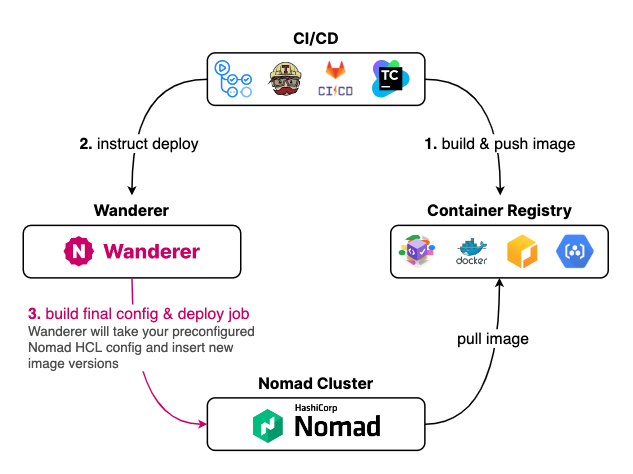 CI/CD
T
CI CD
TC
2. instruct deploy
1. build & push image
Wanderer
Container Registry
N Wanderer
docker
3. build final config & deploy job
Wanderer will take your preconfigured
Nomad HCL config and insert new
image versions
pull image
Nomad Cluster
HashiCorp
Nomad